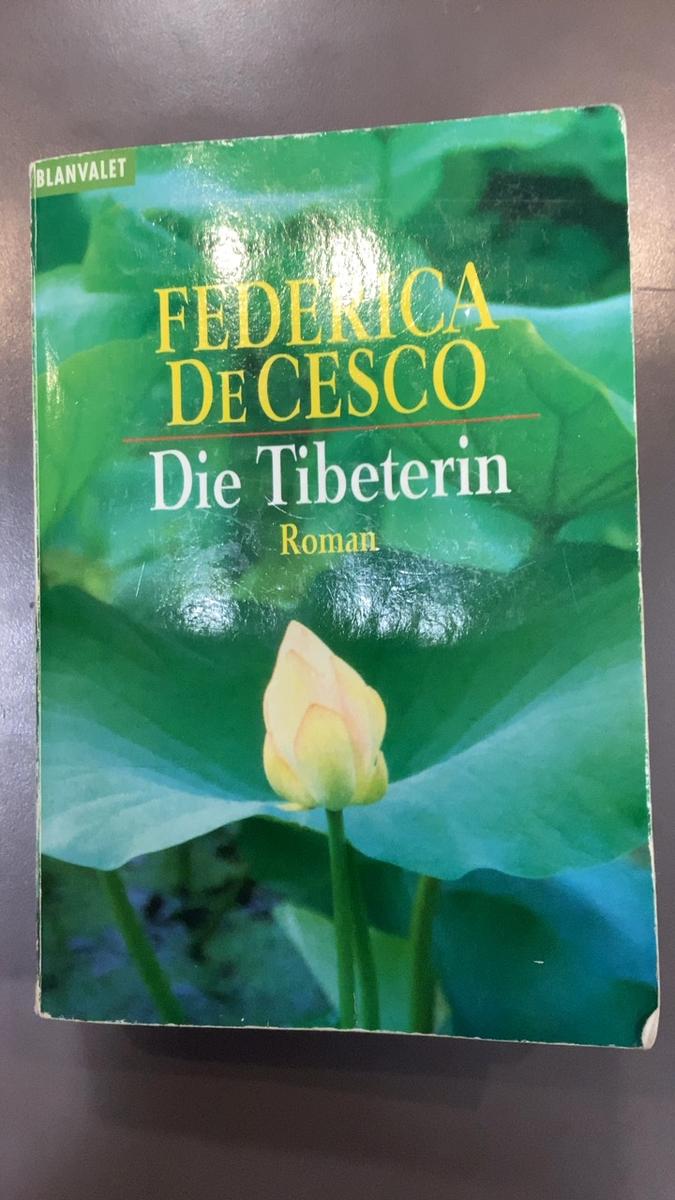 BLANVALET
FEDERICA
DE CESCO
Die Tibeterin
Roman